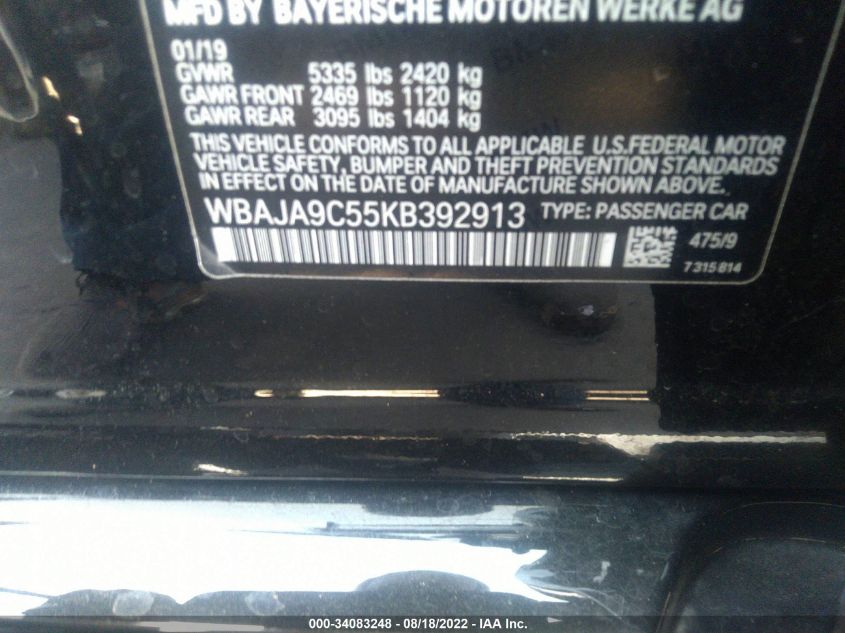 MFD BY BAYERISCHE MOTOREN WERKE AG
01/19
GVWR 5335 lbs 2420 kg
GAWR FRONT 2469 lbs 1120 kg
GAWR REAR 3095 lbs 1404 kg
THIS VEHICLE CONFORMS TO ALL APPLICABLE U.S.FEDERAL MOTOR
VEHICLE SAFETY, BUMPER AND THEFT PREVENTION STANDARDS
IN EFFECT ON THE DATE OF MANUFACTURE SHOWN ABOVE.
WBAJA9C55KB392913 TYPE: PASSENGER CAR
475/9
7315814
000-34083248 - 08/18/2022 - IAA Inc.